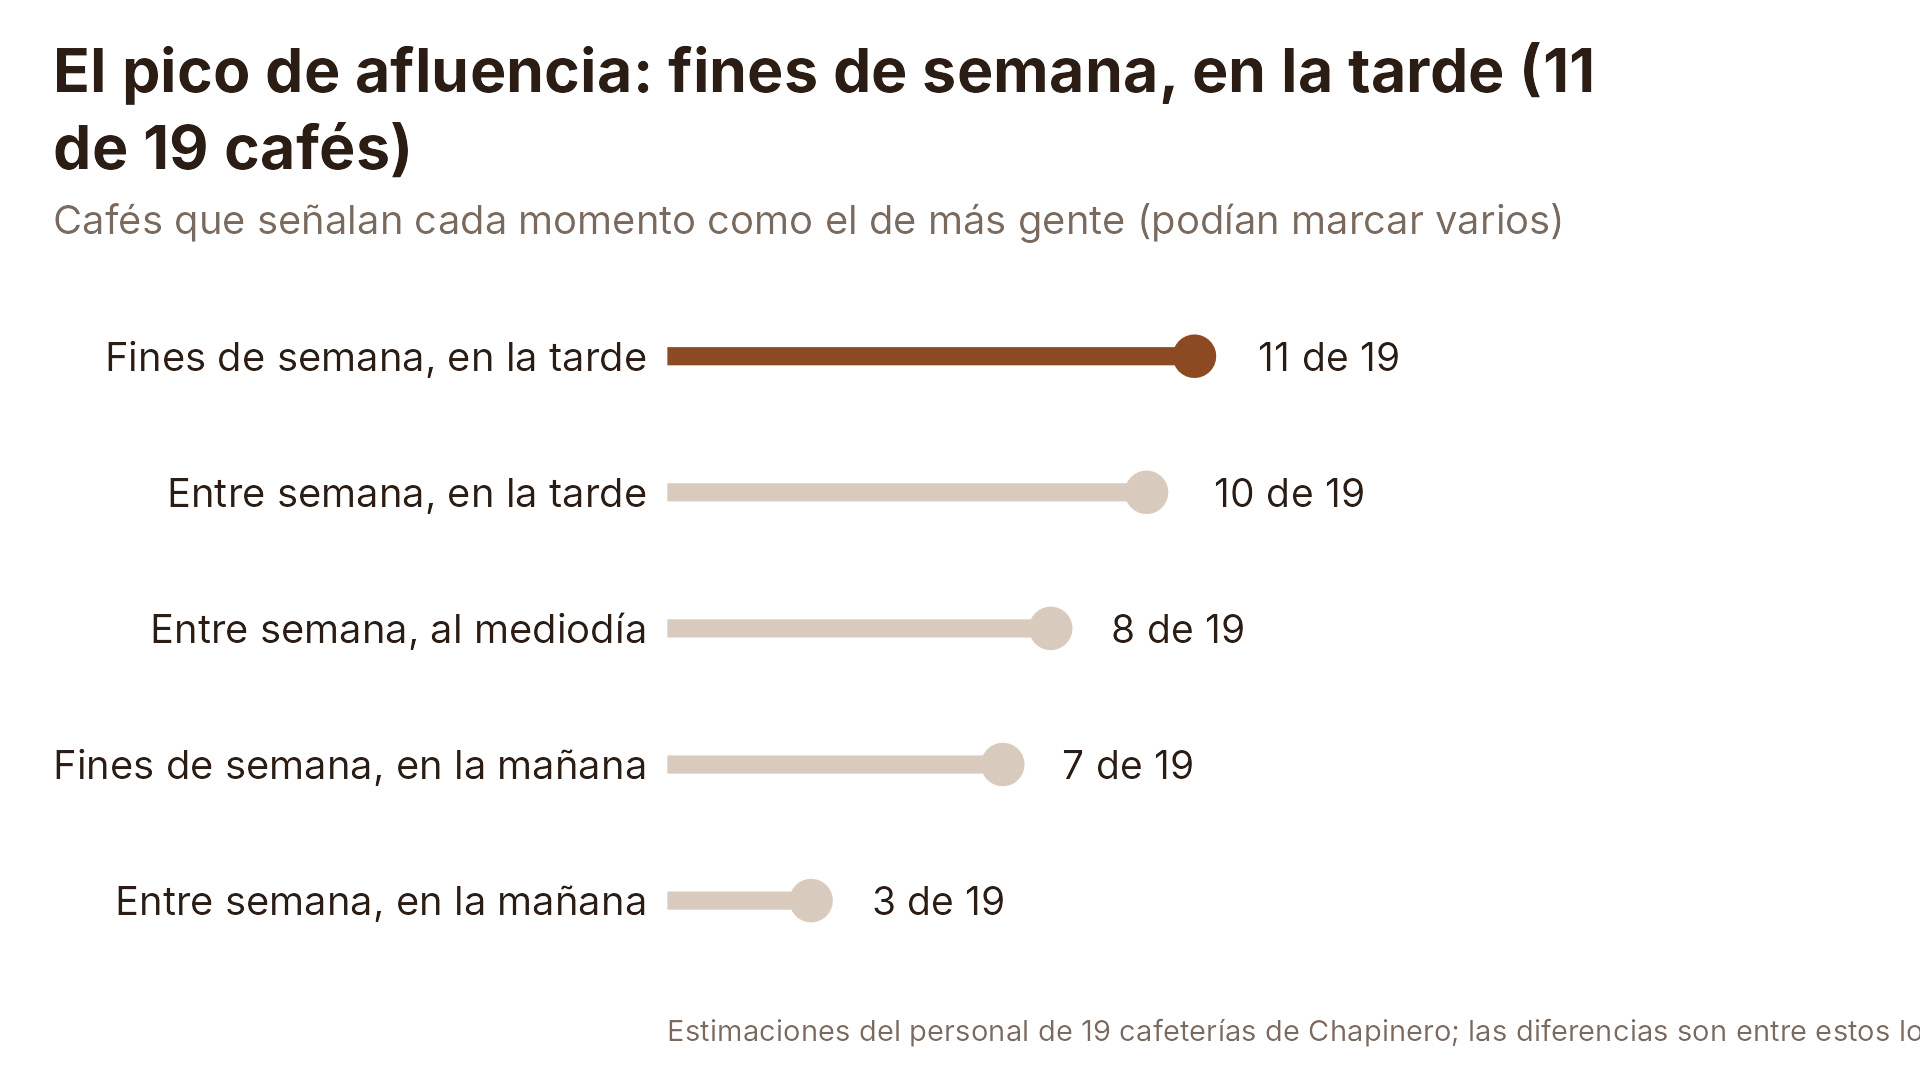 El pico de afluencia: fines de semana, en la tarde (11
de 19 cafés)
Cafés que señalan cada momento como el de más gente (podían marcar varios)
Fines de semana, en la tarde 11 de 19
Entre semana, en la tarde 10 de 19
Entre semana, al mediodía 8 de 19
Fines de semana, en la mañana 7 de 19
Entre semana, en la mañana 3 de 19
Estimaciones del personal de 19 cafeterías de Chapinero; las diferencias son entre estos